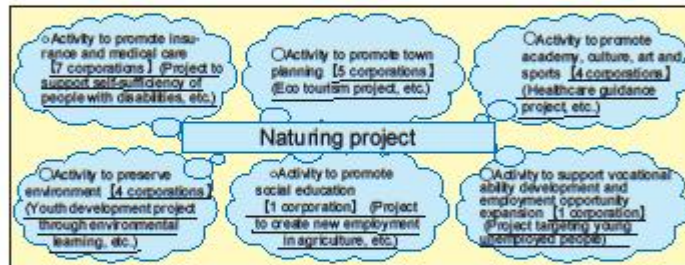 ○Activity to promote insu-
rance and medical care
【7 corporations】 (Project to
support self-sufficiency of
people with disabilities, etc.)
○Activity to promote town
planning 【5 corporations】
(Eco tourism project, etc.)
○Activity to promote
academy, culture, art and
sports 【4 corporations】
(Healthcare guidance
project, etc.)
Naturing project
○Activity to preserve
environment 【4 corporations】
(Youth development project
through environmental
learning, etc.)
○Activity to promote
social education
【1 corporation】 (Project
to create new employment
in agriculture, etc.)
○Activity to support vocational
ability development and
employment opportunity
expansion 【1 corporation】
(Project targeting young
unemployed people)